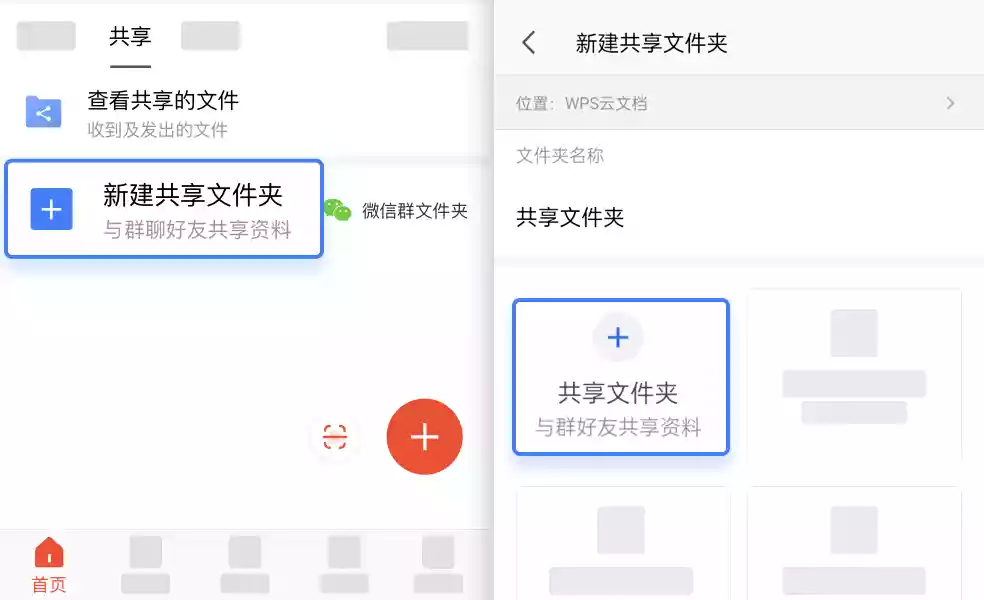 共享
查看共享的文件
收到及发出的文件
新建共享文件夹
与群聊好友共享资料
微信群文件夹
首页
新建共享文件夹
位置：WPS云文档
文件夹名称
共享文件夹
共享文件夹
与群好友共享资料